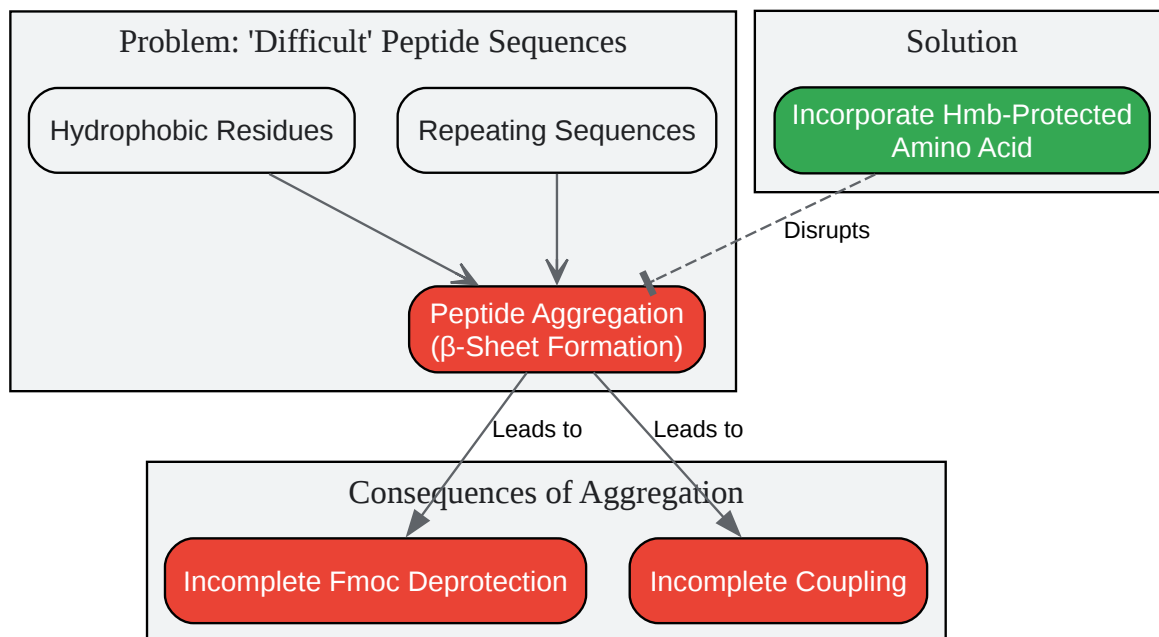 Problem: 'Difficult' Peptide Sequences
Solution
Hydrophobic Residues
Repeating Sequences
Incorporate Hmb-Protected
Amino Acid
Disrupts
Peptide Aggregation
(β-Sheet Formation)
Leads to
Leads to
Consequences of Aggregation
Incomplete Fmoc Deprotection
Incomplete Coupling